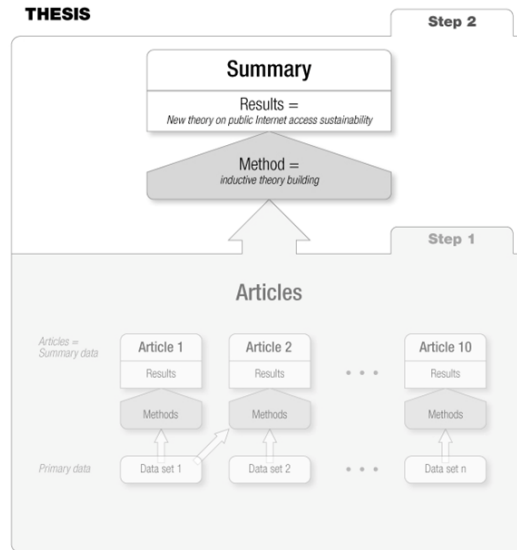 THESIS
Step 2
Summary
Results =
New theory on public Internet access sustainability
Method =
inductive theory building
Step 1
Articles
Articles =
Summary data
Article 1
Article 2
Article 10
Results
Results
Results
Methods
Methods
Methods
Primary data
Data set 1
Data set 2
Data set n